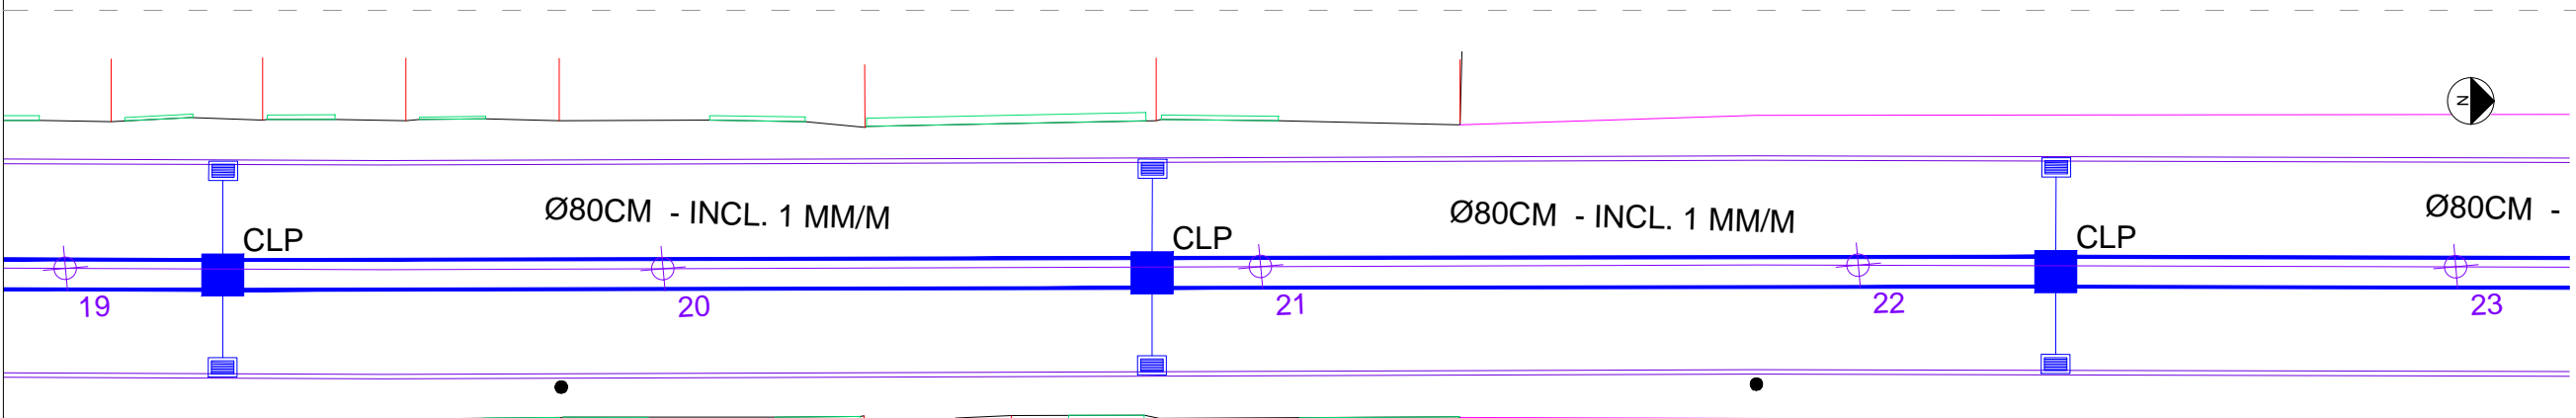 N
Ø80CM - INCL. 1 MM/M
Ø80CM - INCL. 1 MM/M
Ø80CM -
CLP
CLP
CLP
19
20
21
22
23